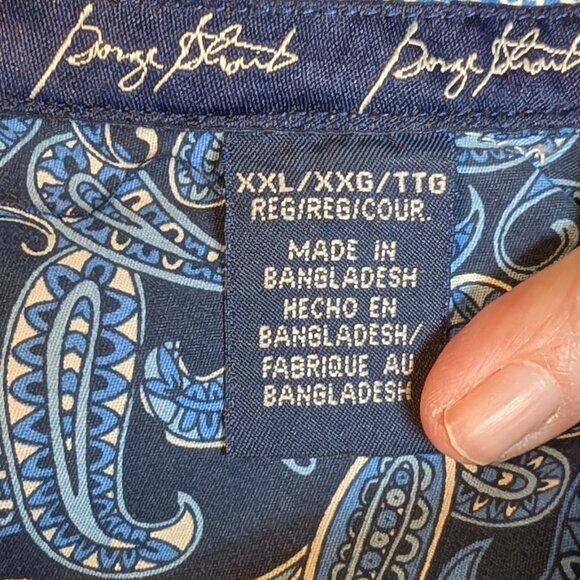 George Strait George Strait
XXL/XXG/TTG
REG/REG/COUR.
MADE IN
BANGLADESH
HECHO EN
BANGLADESH/
FABRIQUE AU
BANGLADESH